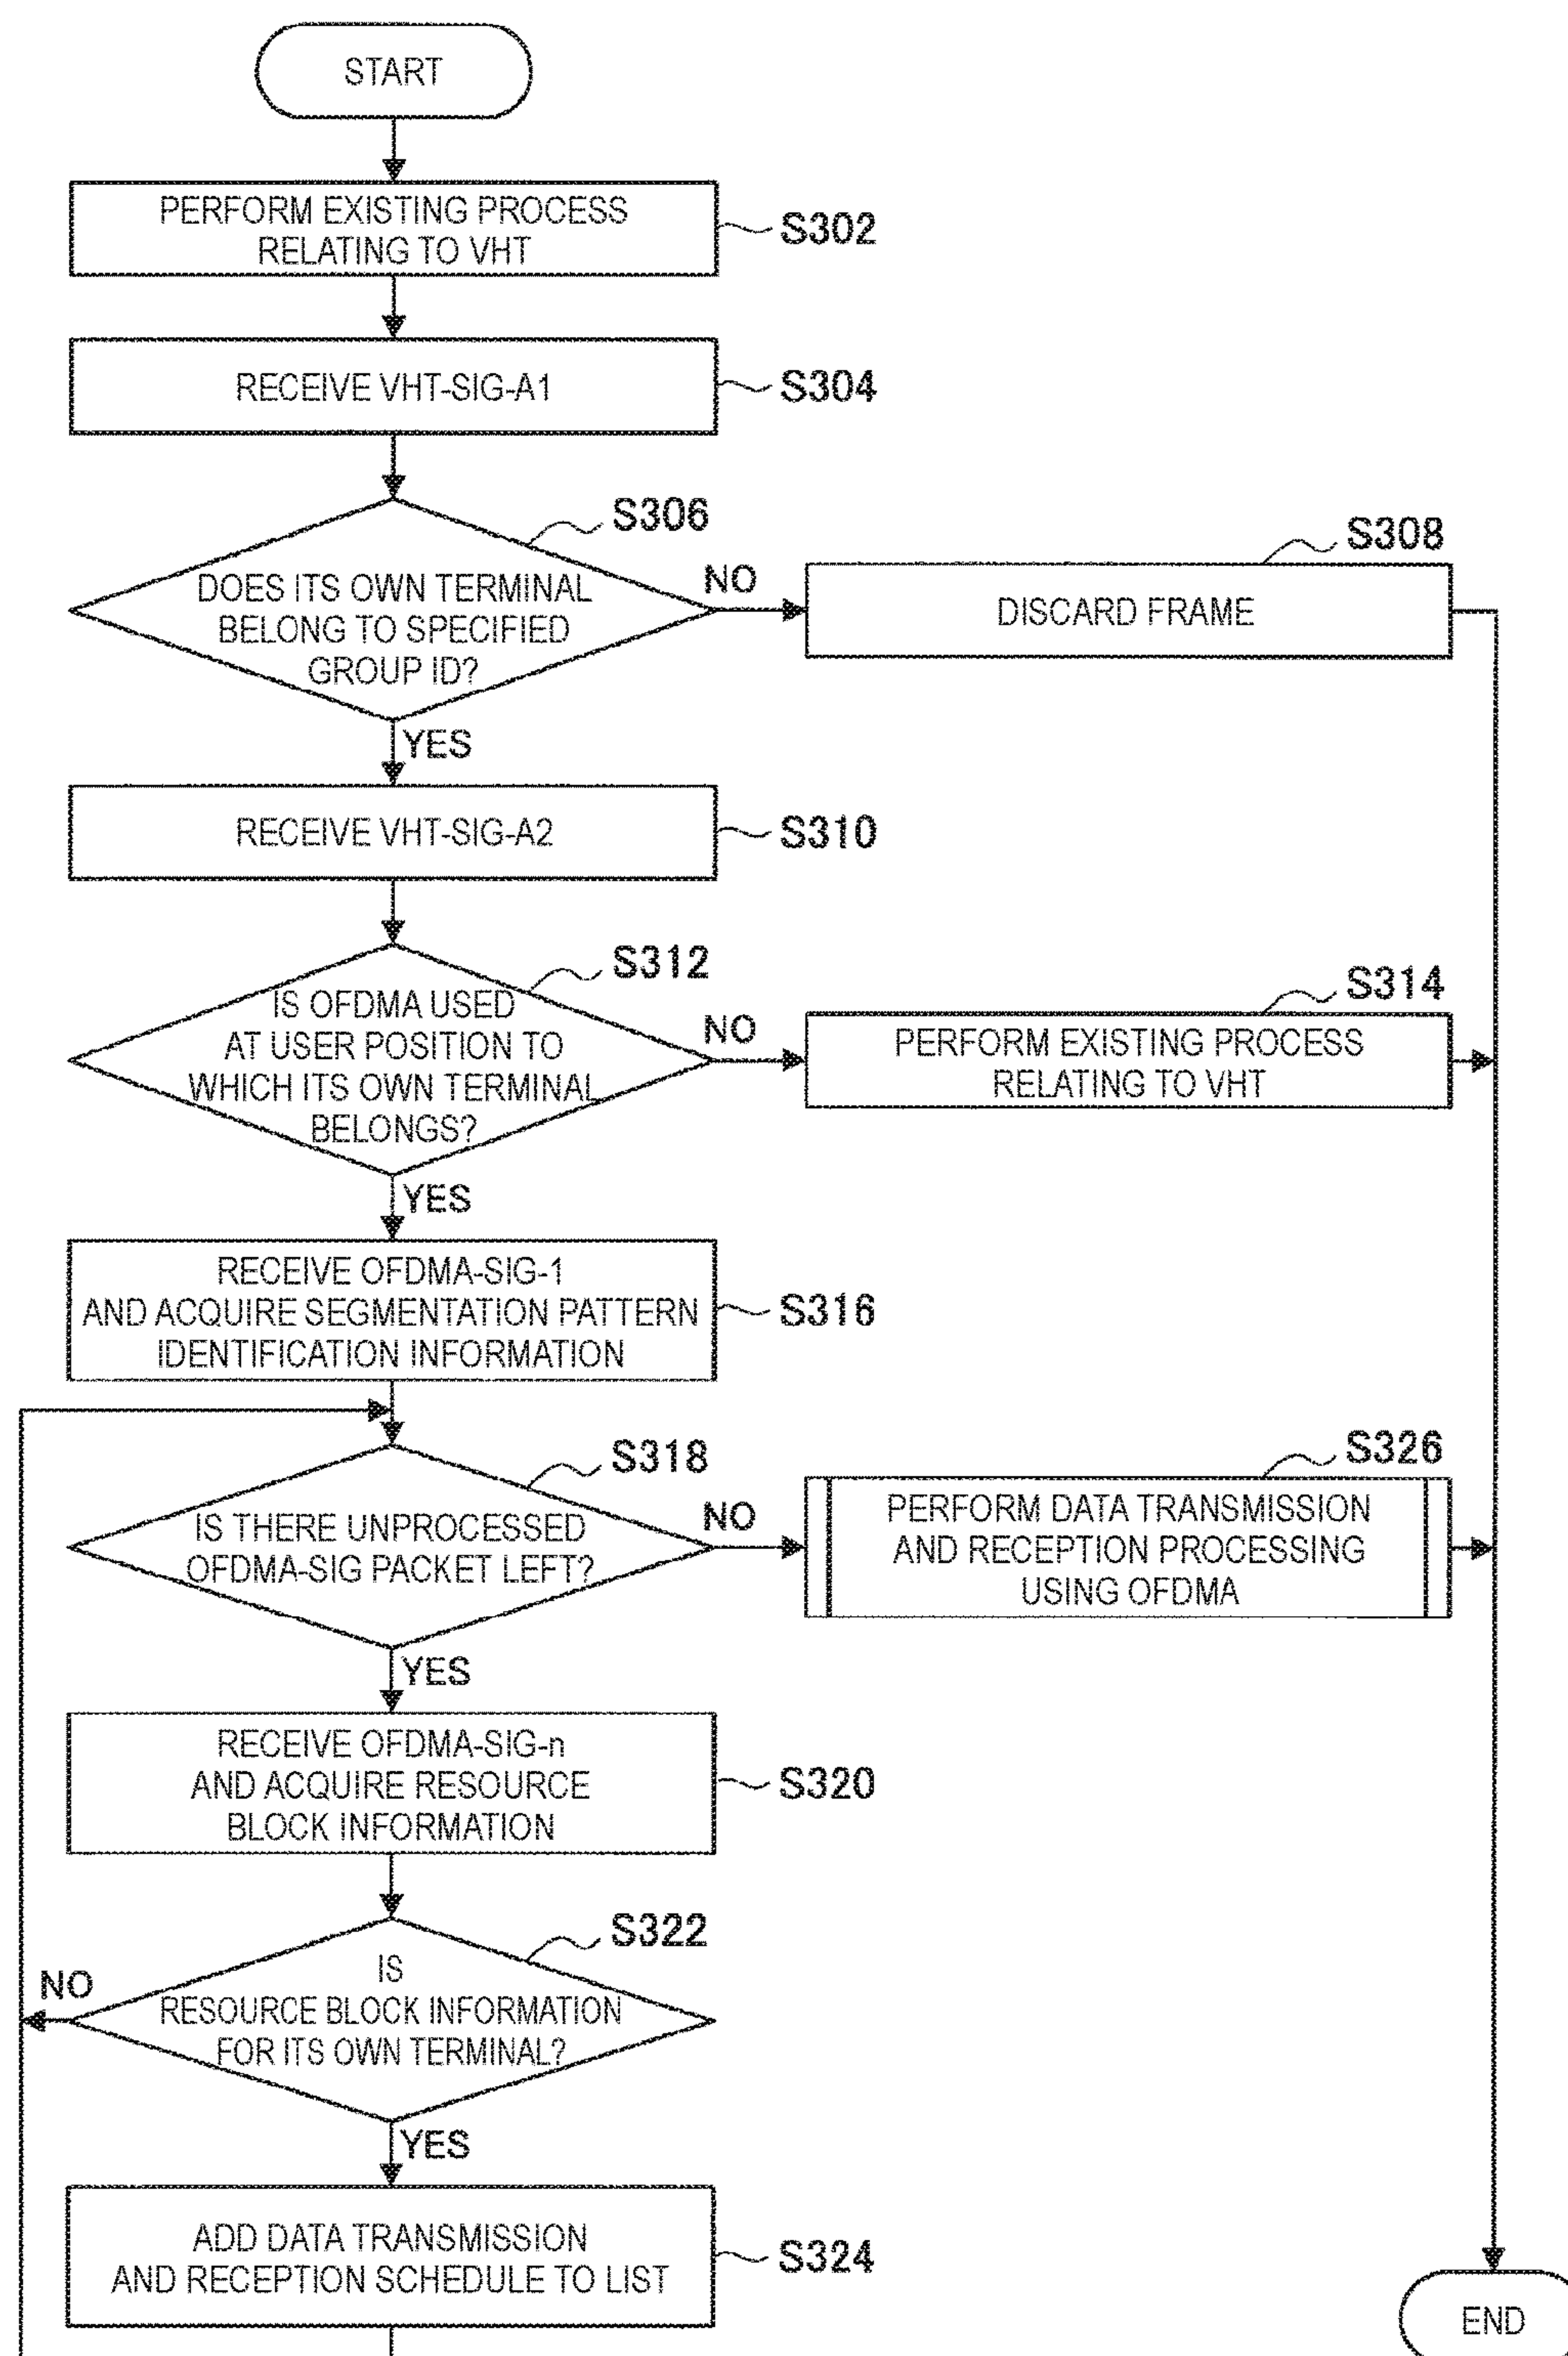 START
PERFORM EXISTING PROCESS
RELATING TO VHT
S302
RECEIVE VHT-SIG-A1
S304
S306
DOES ITS OWN TERMINAL
BELONG TO SPECIFIED
GROUP ID?
NO
S308
DISCARD FRAME
YES
RECEIVE VHT-SIG-A2
S310
S312
IS OFDMA USED
AT USER POSITION TO
WHICH ITS OWN TERMINAL
BELONGS?
NO
S314
PERFORM EXISTING PROCESS
RELATING TO VHT
YES
RECEIVE OFDMA-SIG-1
AND ACQUIRE SEGMENTATION PATTERN
IDENTIFICATION INFORMATION
S316
S318
IS THERE UNPROCESSED
OFDMA-SIG PACKET LEFT?
NO
S326
PERFORM DATA TRANSMISSION
AND RECEPTION PROCESSING
USING OFDMA
YES
RECEIVE OFDMA-SIG-n
AND ACQUIRE RESOURCE
BLOCK INFORMATION
S320
S322
IS
RESOURCE BLOCK INFORMATION
FOR ITS OWN TERMINAL?
NO
YES
ADD DATA TRANSMISSION
AND RECEPTION SCHEDULE TO LIST
S324
END